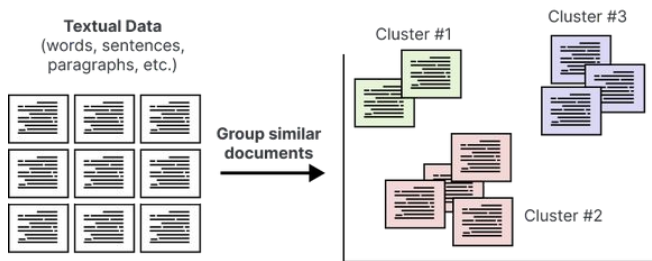 Textual Data
(words, sentences,
paragraphs, etc.)
Group similar
documents
Cluster #1
Cluster #3
Cluster #2